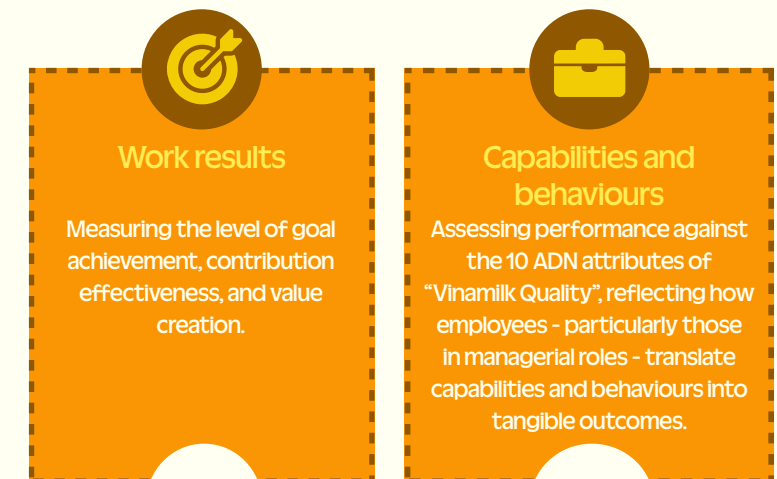 Work results
Measuring the level of goal
achievement, contribution
effectiveness, and value
creation.
Capabilities and
behaviours
Assessing performance against
the 10 ADN attributes of
“Vinamilk Quality”, reflecting how
employees - particularly those
in managerial roles - translate
capabilities and behaviours into
tangible outcomes.